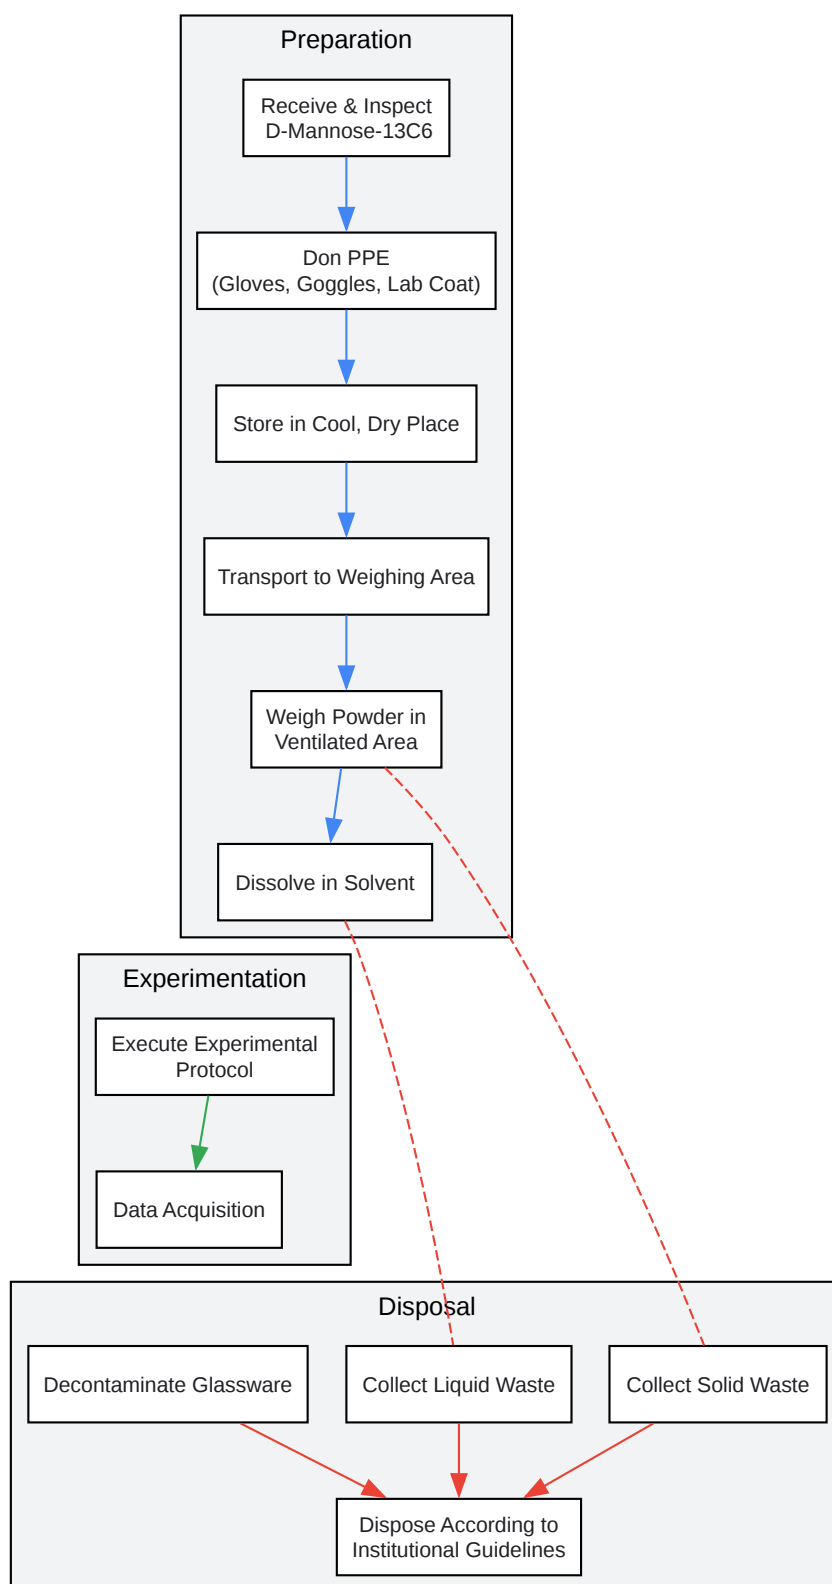 Preparation
Receive & Inspect
D-Mannose-13C6
Don PPE
(Gloves, Goggles, Lab Coat)
Store in Cool, Dry Place
Transport to Weighing Area
Weigh Powder in
Ventilated Area
Dissolve in Solvent
Experimentation
Execute Experimental
Protocol
Data Acquisition
Disposal
Decontaminate Glassware
Collect Liquid Waste
Collect Solid Waste
Dispose According to
Institutional Guidelines